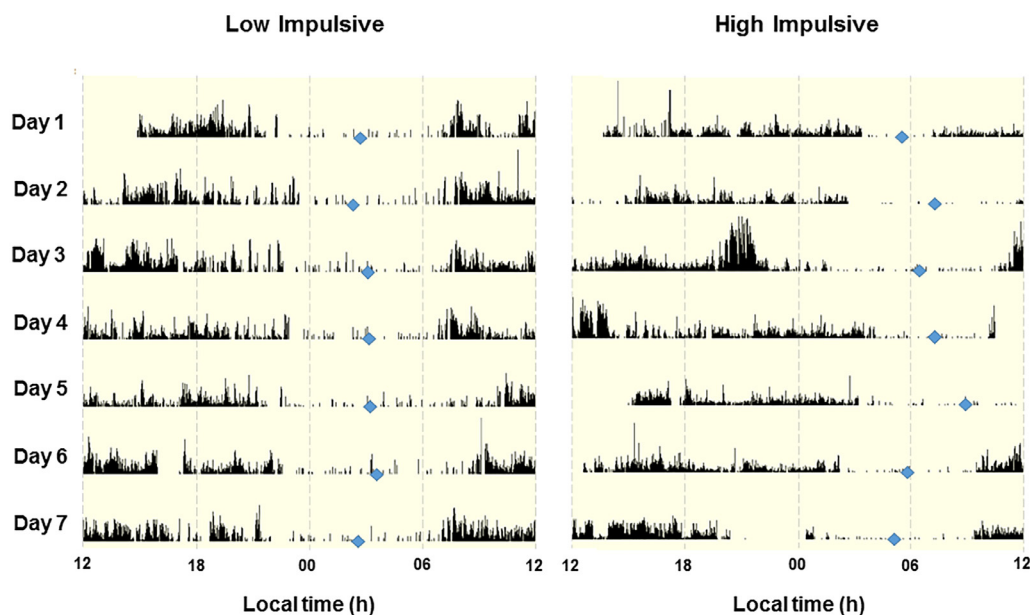 Low Impulsive High Impulsive
Day 1
Day 2
Day 3
Day 4
Day 5
Day 6
Day 7
12 18 00 06 12 12 18 00 06 12
Local time (h) Local time (h)